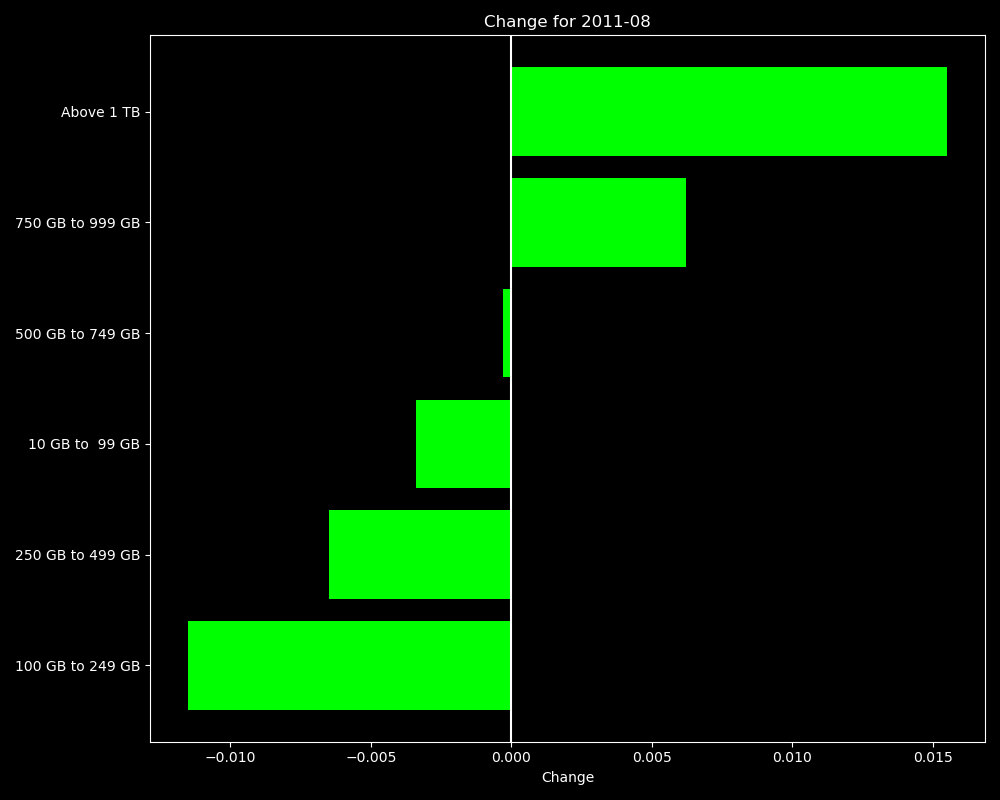 Change for 2011-08
Above 1 TB
750 GB to 999 GB
500 GB to 749 GB
10 GB to  99 GB
250 GB to 499 GB
100 GB to 249 GB
−0.010 −0.005 0.000 0.005 0.010 0.015
Change